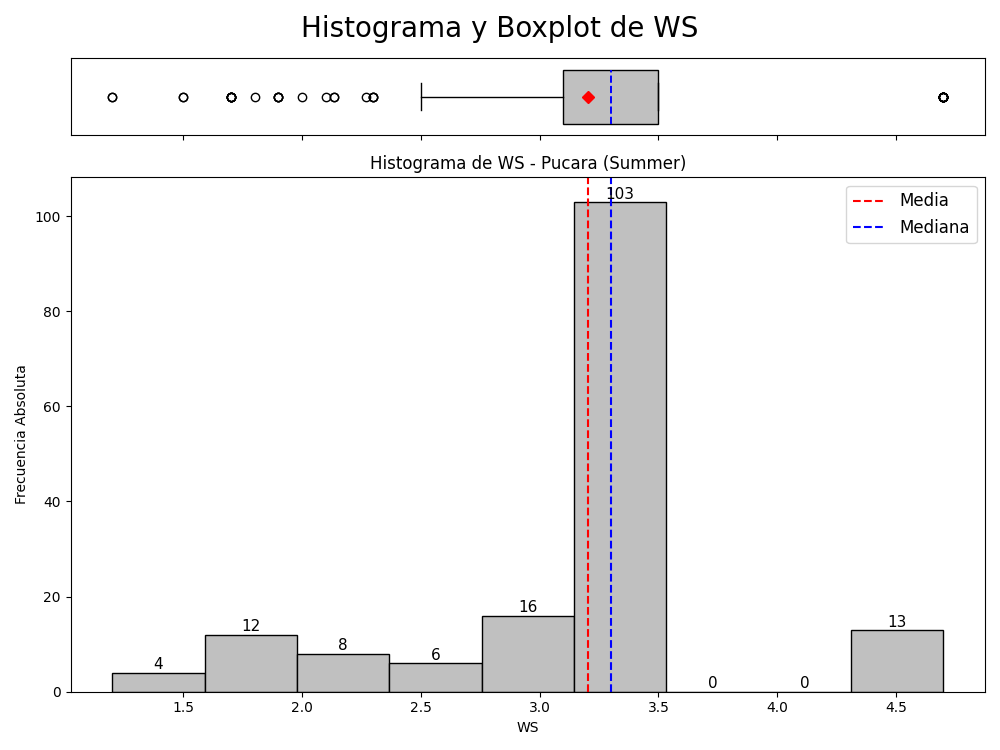 Histograma y Boxplot de WS
Histograma de WS - Pucara (Summer)
Media
Mediana
Frecuencia Absoluta
100
80
60
40
20
0
4
12
8
6
16
103
0
0
13
1.5 2.0 2.5 3.0 3.5 4.0 4.5
WS